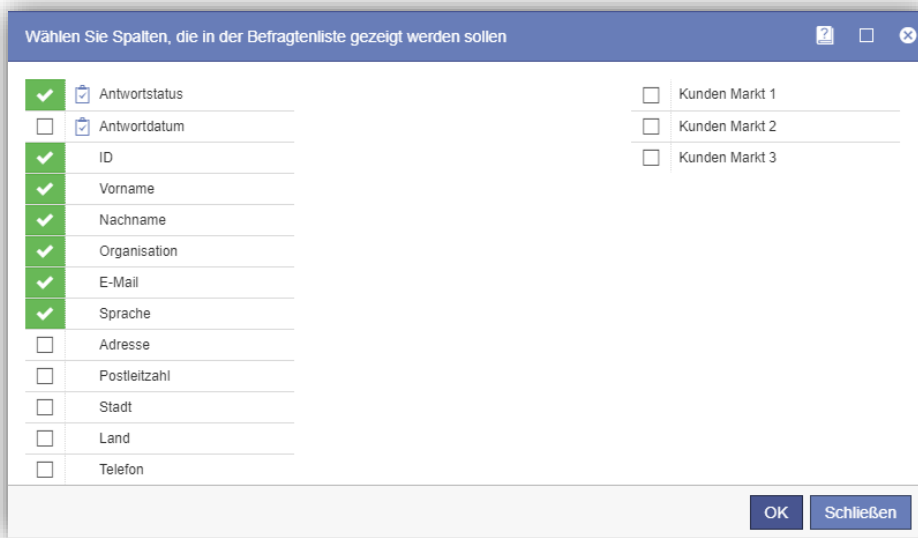 Wählen Sie Spalten, die in der Befragtenliste gezeigt werden sollen
Antwortstatus
Antwortdatum
ID
Vorname
Nachname
Organisation
E-Mail
Sprache
Adresse
Postleitzahl
Stadt
Land
Telefon
Kunden Markt 1
Kunden Markt 2
Kunden Markt 3
OK
Schließen